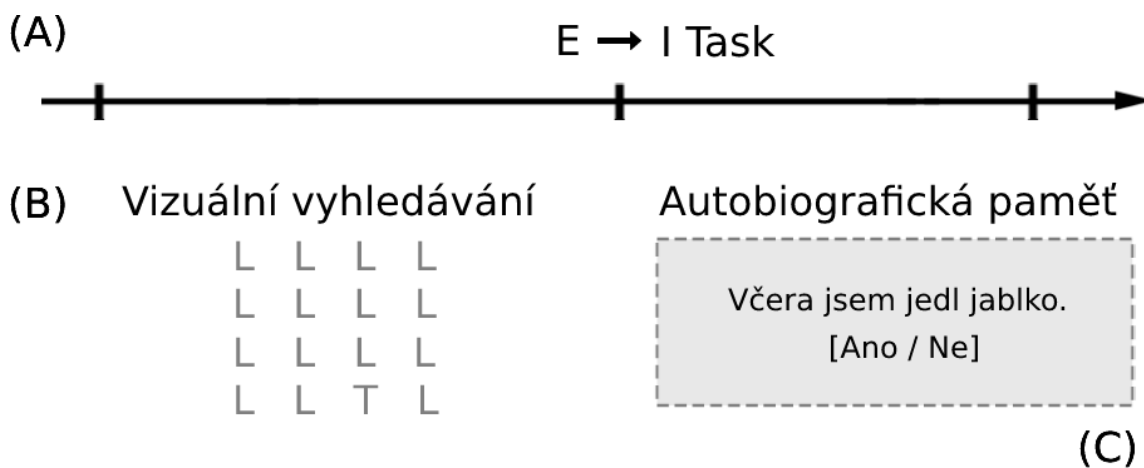 (A)
E → I Task
(B) Vizuální vyhledávání Autobiografická paměť
L L L L
L L L L
L L L L
L L T L
Včera jsem jedl jablko.
[Ano / Ne]
(C)